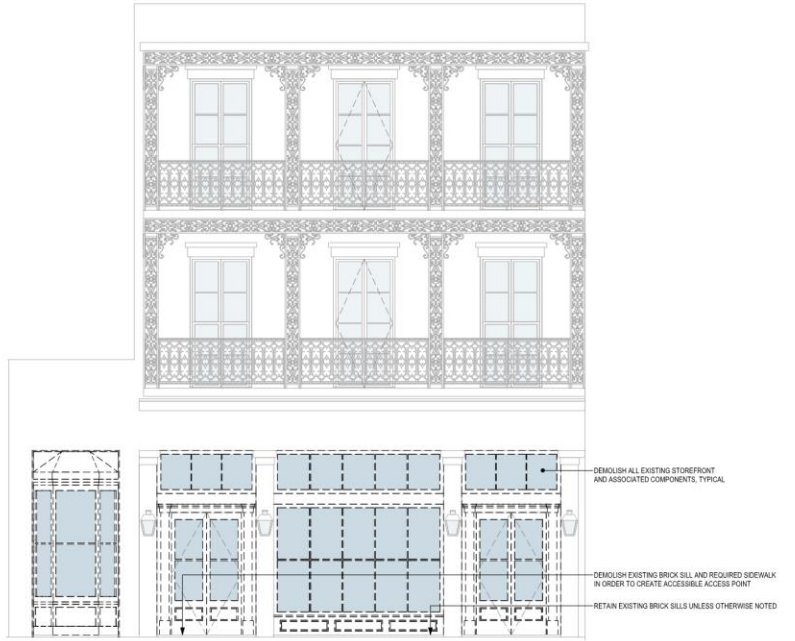 DEMOLISH ALL EXISTING STOREFRONT
AND ASSOCIATED COMPONENTS, TYPICAL
DEMOLISH EXISTING BRICK SILL AND REQUIRED SIDEWALK
IN ORDER TO CREATE ACCESSIBLE ACCESS POINT
RETAIN EXISTING BRICK SILLS UNLESS OTHERWISE NOTED